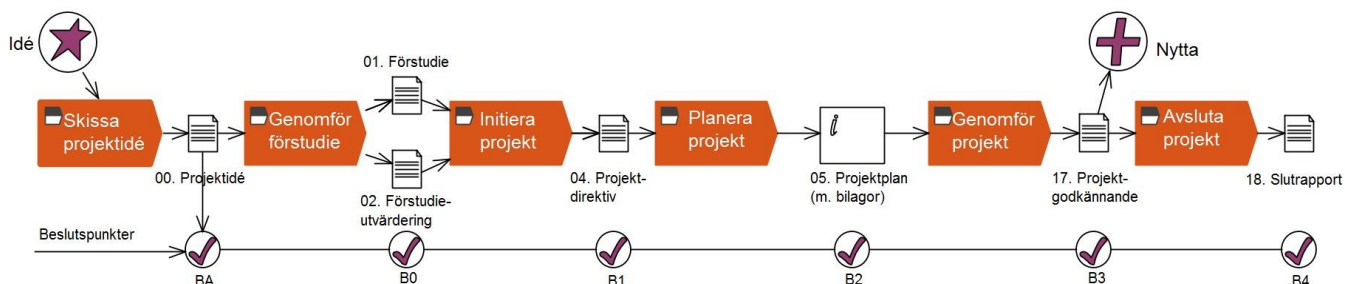 Idé
Nytta
01. Förstudie
Skissa
projektidé
Genomför
förstudie
Initiera
projekt
Planera
projekt
i
Genomför
projekt
Avsluta
projekt
00. Projektidé
02. Förstudie-
utvärdering
04. Projekt-
direktiv
05. Projektplan
(m. bilagor)
17. Projekt-
godkännande
18. Slutrapport
Beslutspunkter
BA
B0
B1
B2
B3
B4